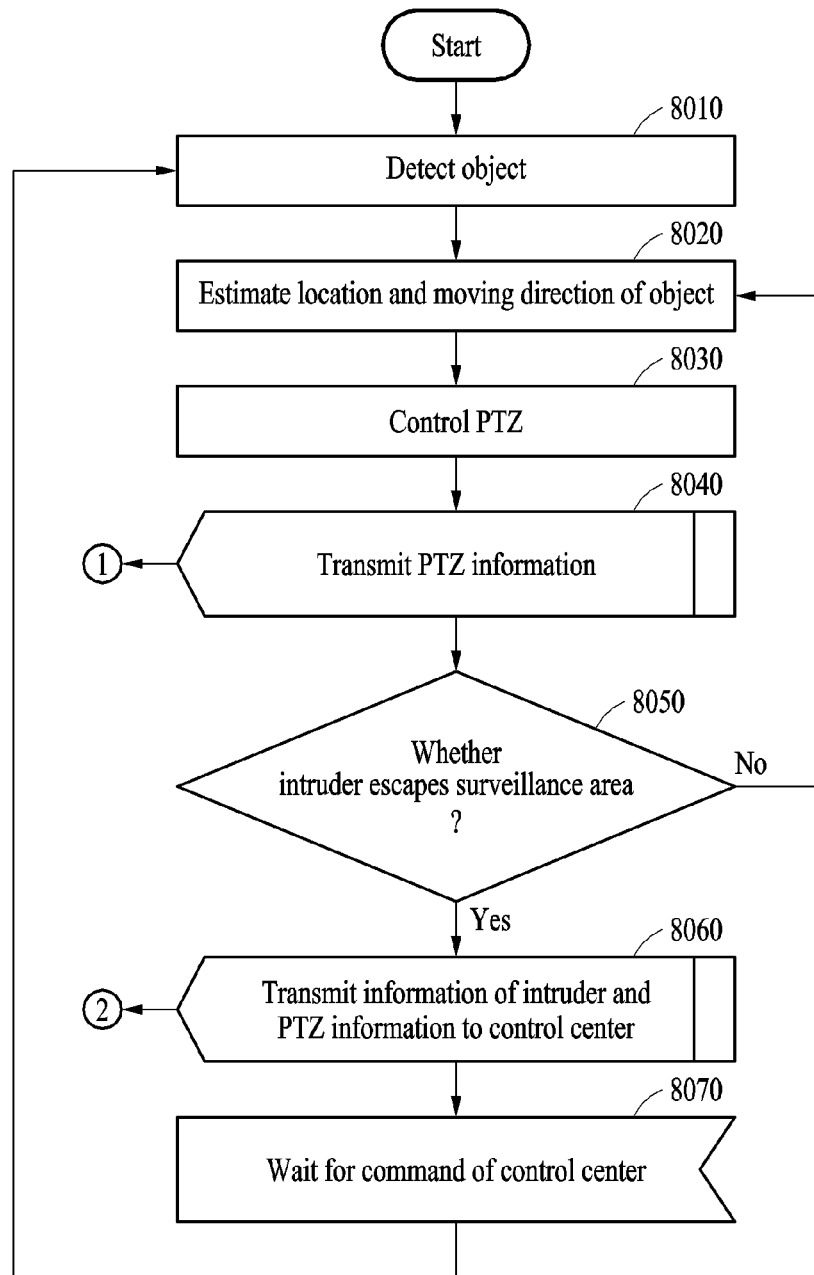 Start
8010
Detect object
8020
Estimate location and moving direction of object
8030
Control PTZ
8040
1
Transmit PTZ information
8050
Whether
intruder escapes surveillance area
?
No
Yes
8060
2
Transmit information of intruder and
PTZ information to control center
8070
Wait for command of control center